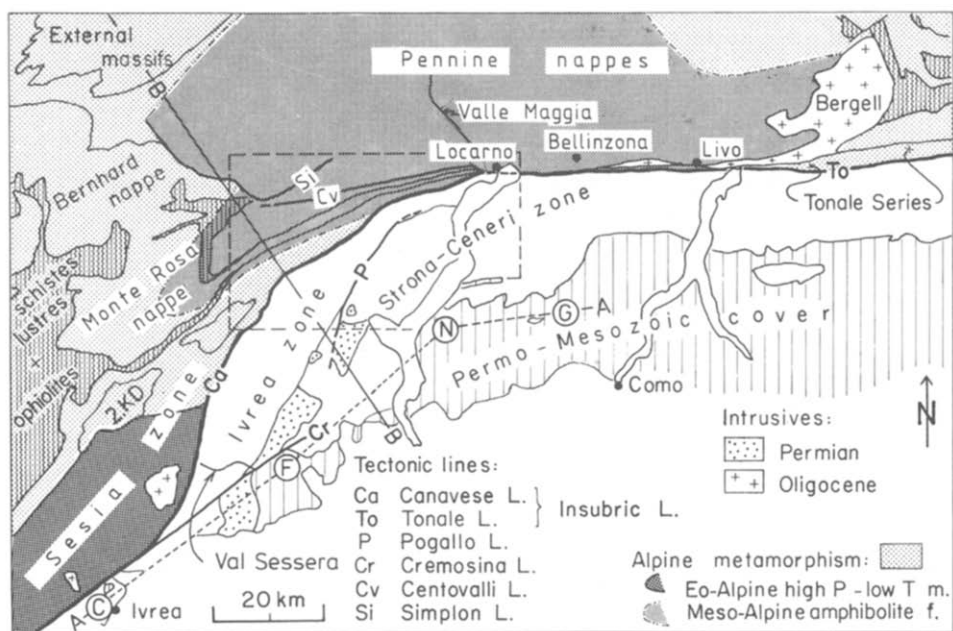 External
massifs
B
Pennine nappes
Valle Maggia
Bergell
Locarno
Bellinzona
Livo
Si
Cv
To
Tonale Series
Bernhard
nappe
Monte Rosa
nappe
schistes
lustres
+
ophiolites
P
Strona-Ceneri zone
N
G
A
Permo-Mesozoic cover
2.KD
Ca
Ivrea zone
Como
N
Sesia zone
Cr
F
B
Intrusives:
Permian
Oligocene
Tectonic lines:
Ca Canavese L.
To Tonale L.
Insubric L.
P Pogallo L.
Cr Cremosina L.
Cv Centovalli L.
Si Simplon L.
Val Sessera
Alpine metamorphism:
Eo-Alpine high P-low T m.
Meso-Alpine amphibolite f.
A
C
Ivrea
20 km